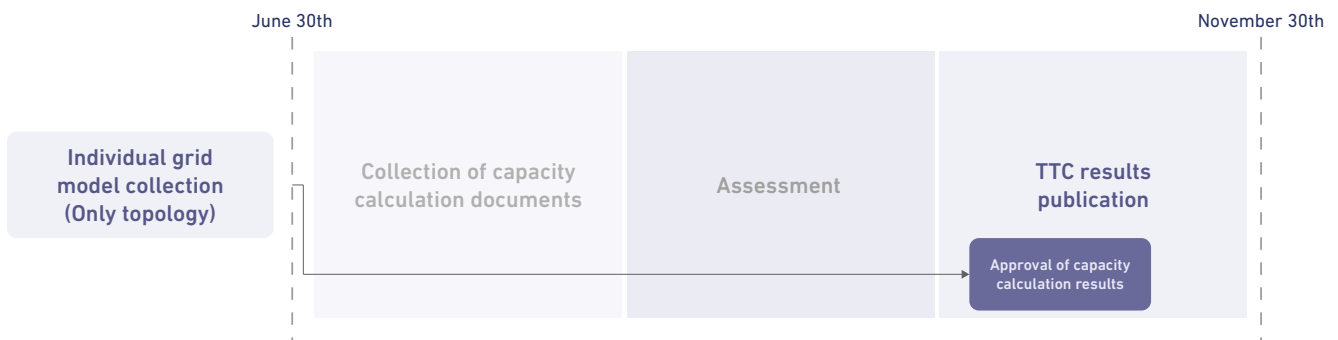 June 30th
November 30th
Individual grid
model collection
(Only topology)
Collection of capacity
calculation documents
Assessment
TTC results
publication
Approval of capacity
calculation results